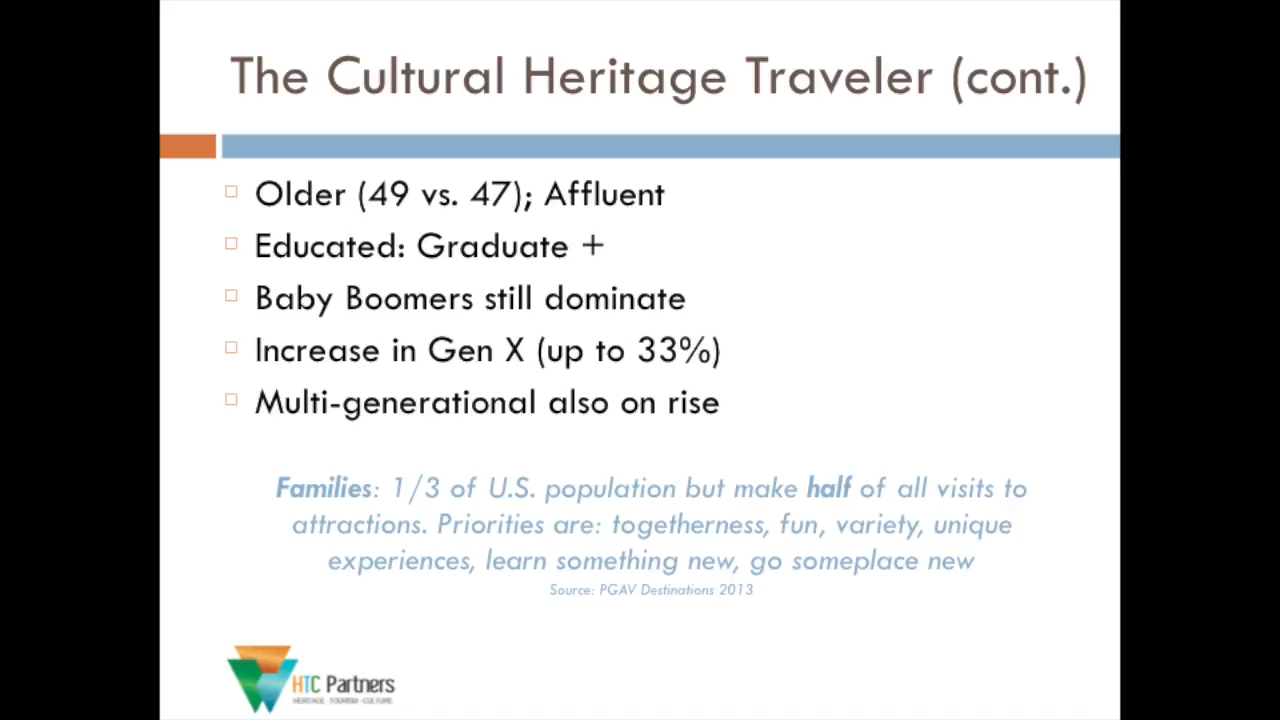 The Cultural Heritage Traveler (cont.)
Older (49 vs. 47); Affluent
Educated: Graduate +
Baby Boomers still dominate
Increase in Gen X (up to 33%)
Multi-generational also on rise
Families: 1/3 of U.S. population but make half of all visits to
attractions. Priorities are: togetherness, fun, variety, unique
experiences, learn something new, go someplace new
Source: PGAV Destinations 2013
HTC Partners
HERITAGE · TOURISM · CULTURE